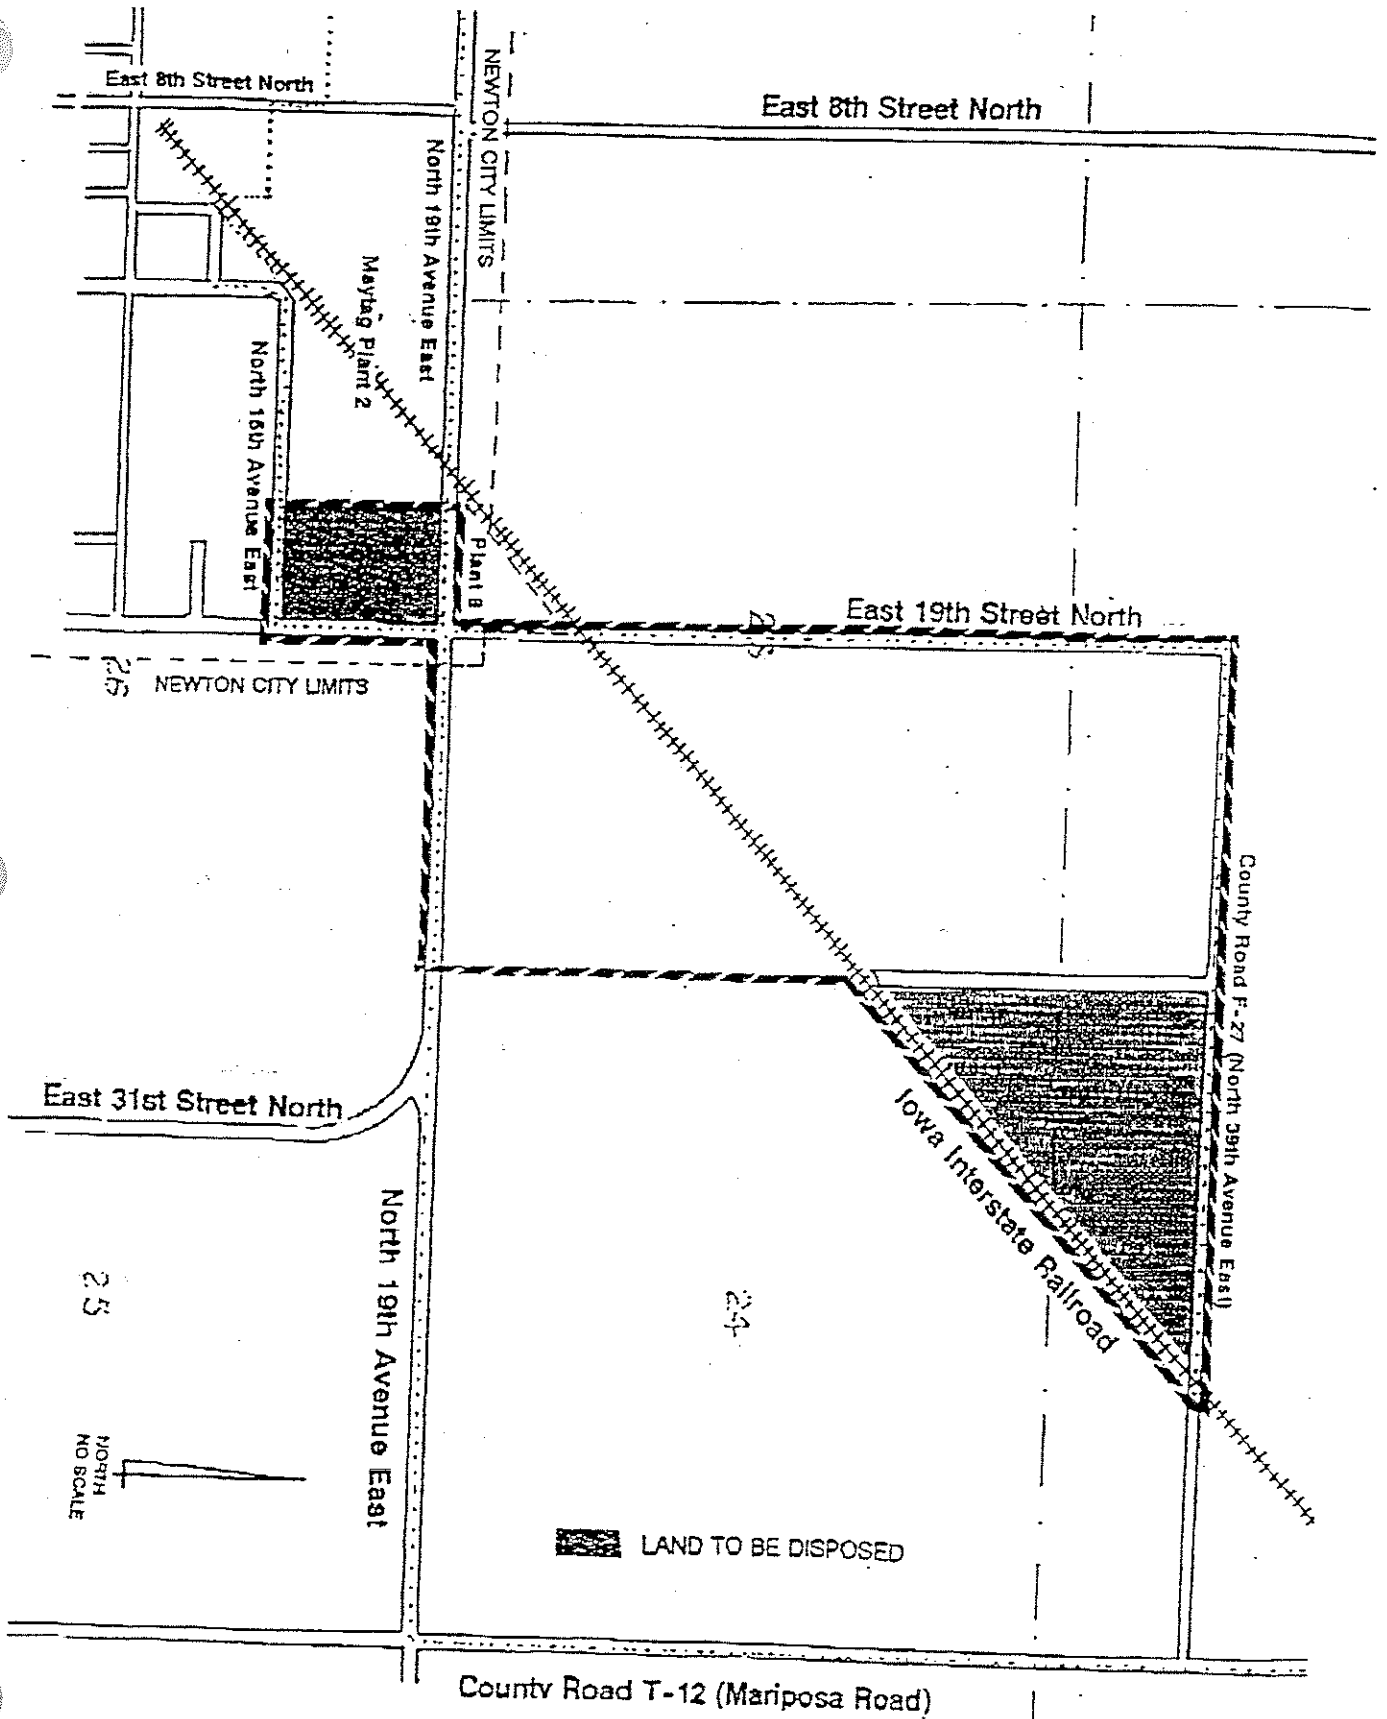 East 8th Street North
NEWTON CITY LIMITS
East 8th Street North
North 19th Avenue East
Maytag Plant 2
North 16th Avenue East
Plant 8
East 19th Street North
26
NEWTON CITY LIMITS
County Road F-27 (North 39th Avenue East)
East 31st Street North
Iowa Interstate Railroad
North 19th Avenue East
25
24
NORTH
NO SCALE
LAND TO BE DISPOSED
County Road T-12 (Mariposa Road)